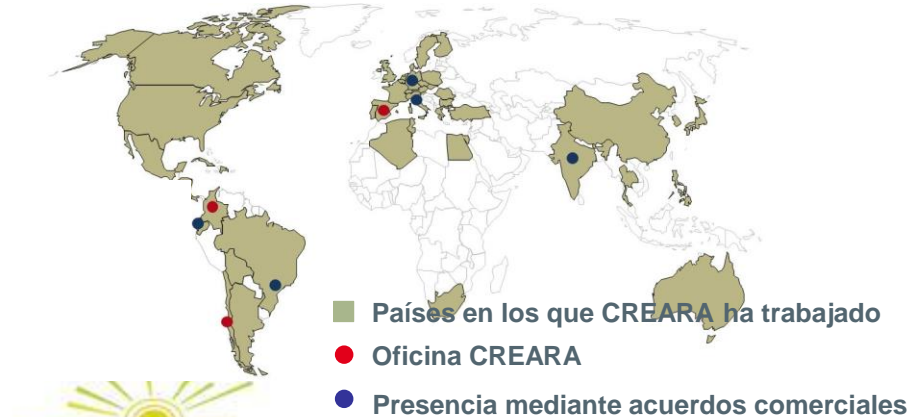 Países en los que CREARA ha trabajado
Oficina CREARA
Presencia mediante acuerdos comerciales